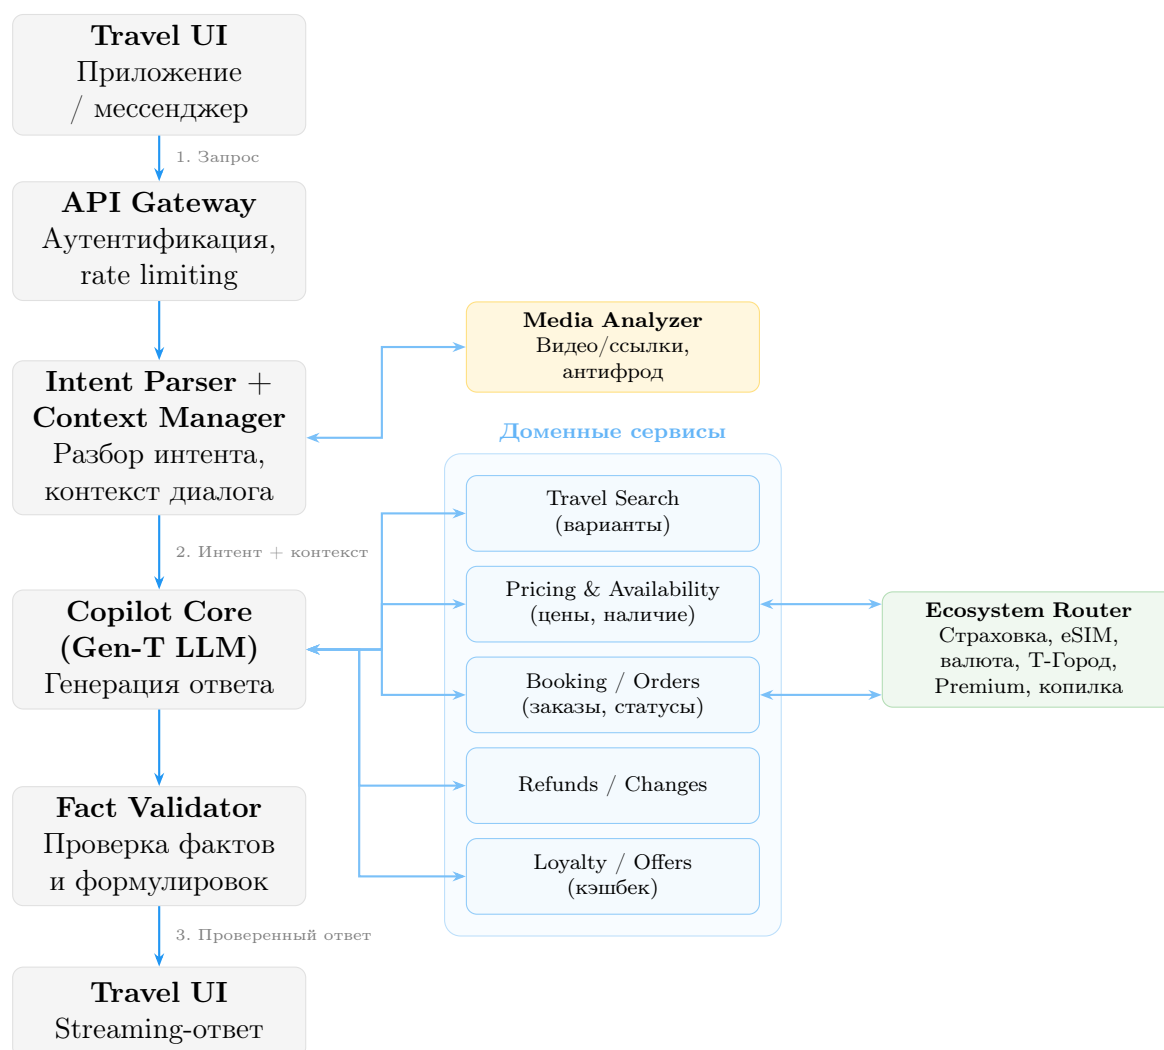 Travel UI
Приложение
/ мессенджер
1. Запрос
API Gateway
Аутентификация,
rate limiting
Intent Parser +
Context Manager
Разбор интента,
контекст диалога
Media Analyzer
Видео/ссылки,
антифрод
2. Интент + контекст
Copilot Core
(Gen-T LLM)
Генерация ответа
Доменные сервисы
Travel Search
(варианты)
Pricing & Availability
(цены, наличие)
Booking / Orders
(заказы, статусы)
Refunds / Changes
Loyalty / Offers
(кэшбек)
Ecosystem Router
Страховка, eSIM,
валюта, Т-Город,
Premium, копилка
Fact Validator
Проверка фактов
и формулировок
3. Проверенный ответ
Travel UI
Streaming-ответ